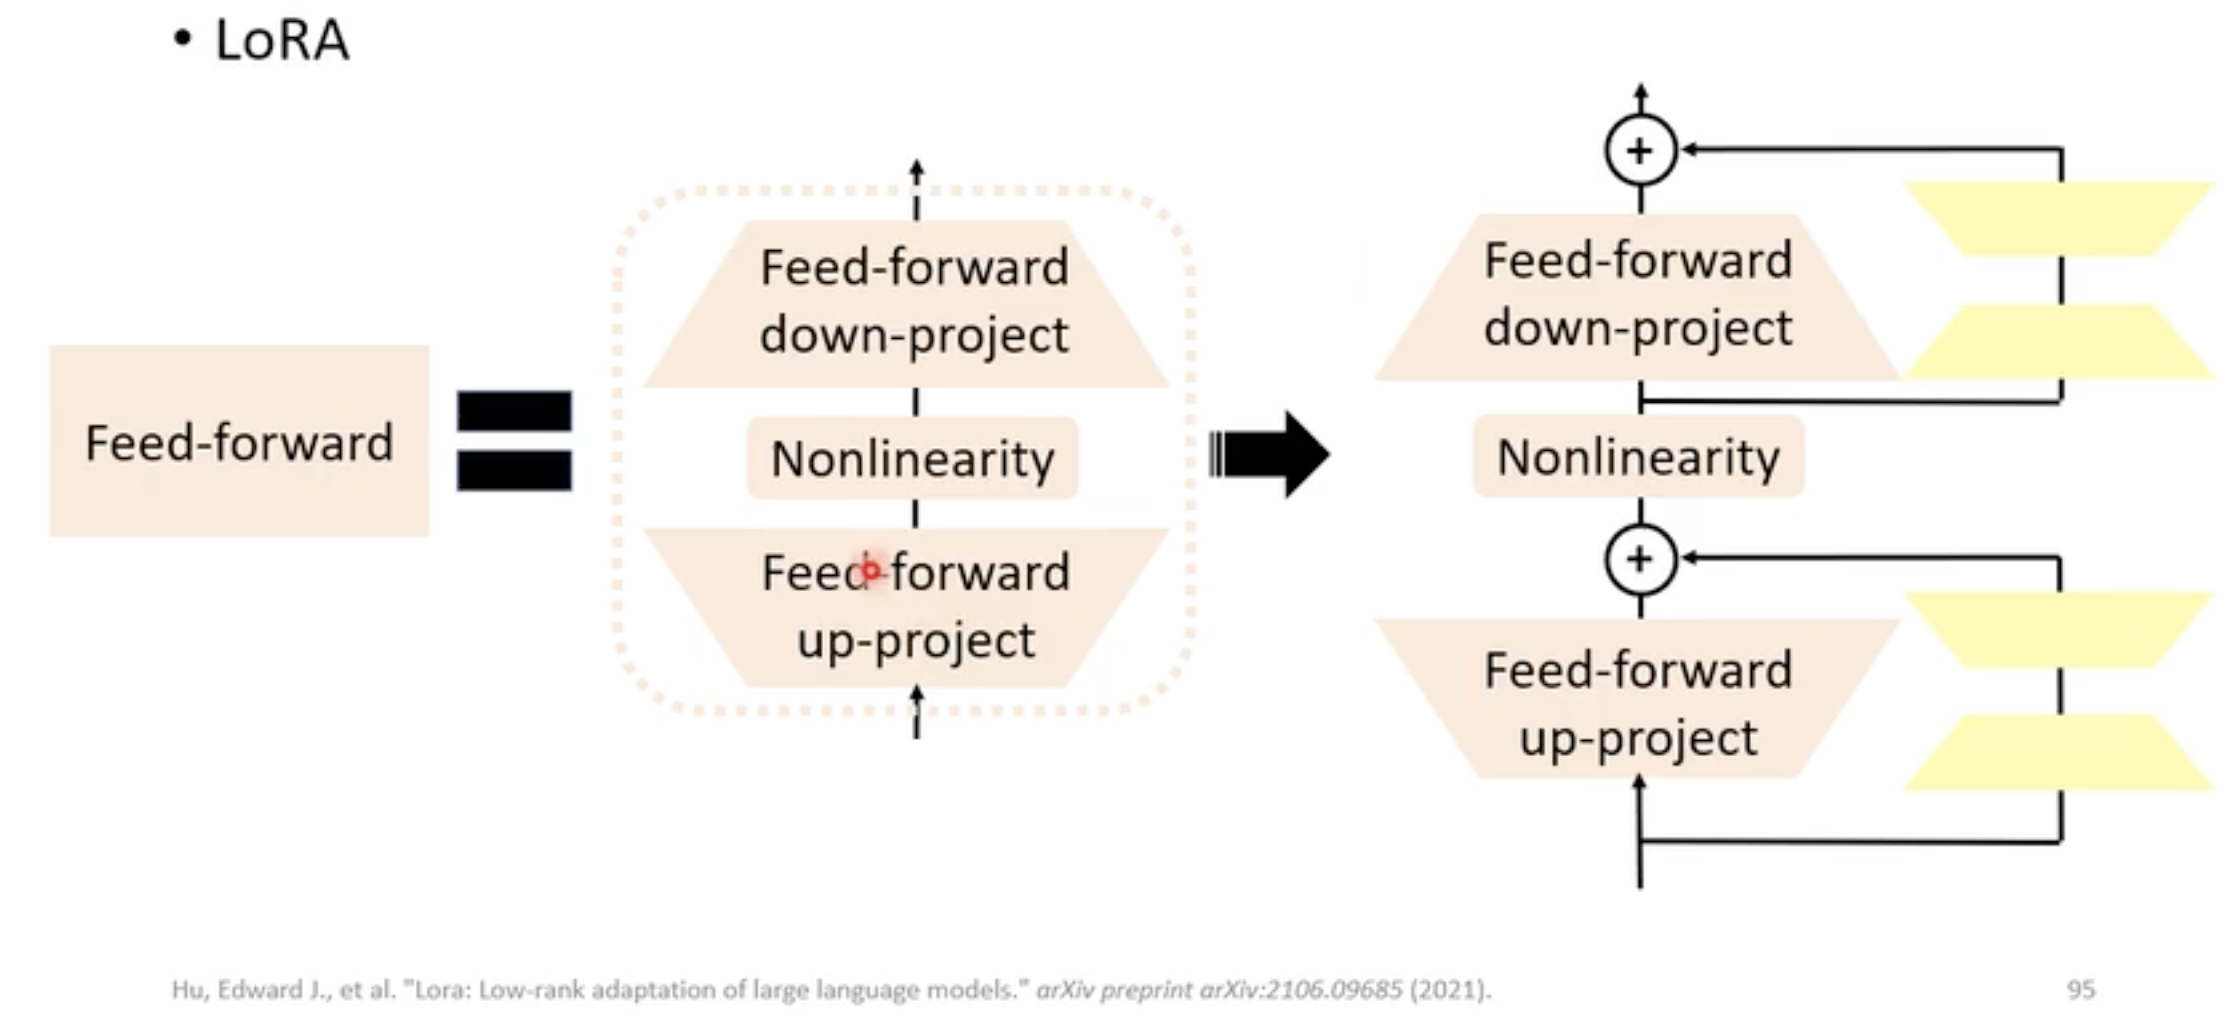 • LoRA
Feed-forward
Feed-forward
down-project
Nonlinearity
Feed-forward
up-project
+
Feed-forward
down-project
Nonlinearity
+
Feed-forward
up-project
Hu, Edward J., et al. "Lora: Low-rank adaptation of large language models." arXiv preprint arXiv:2106.09685 (2021).
95